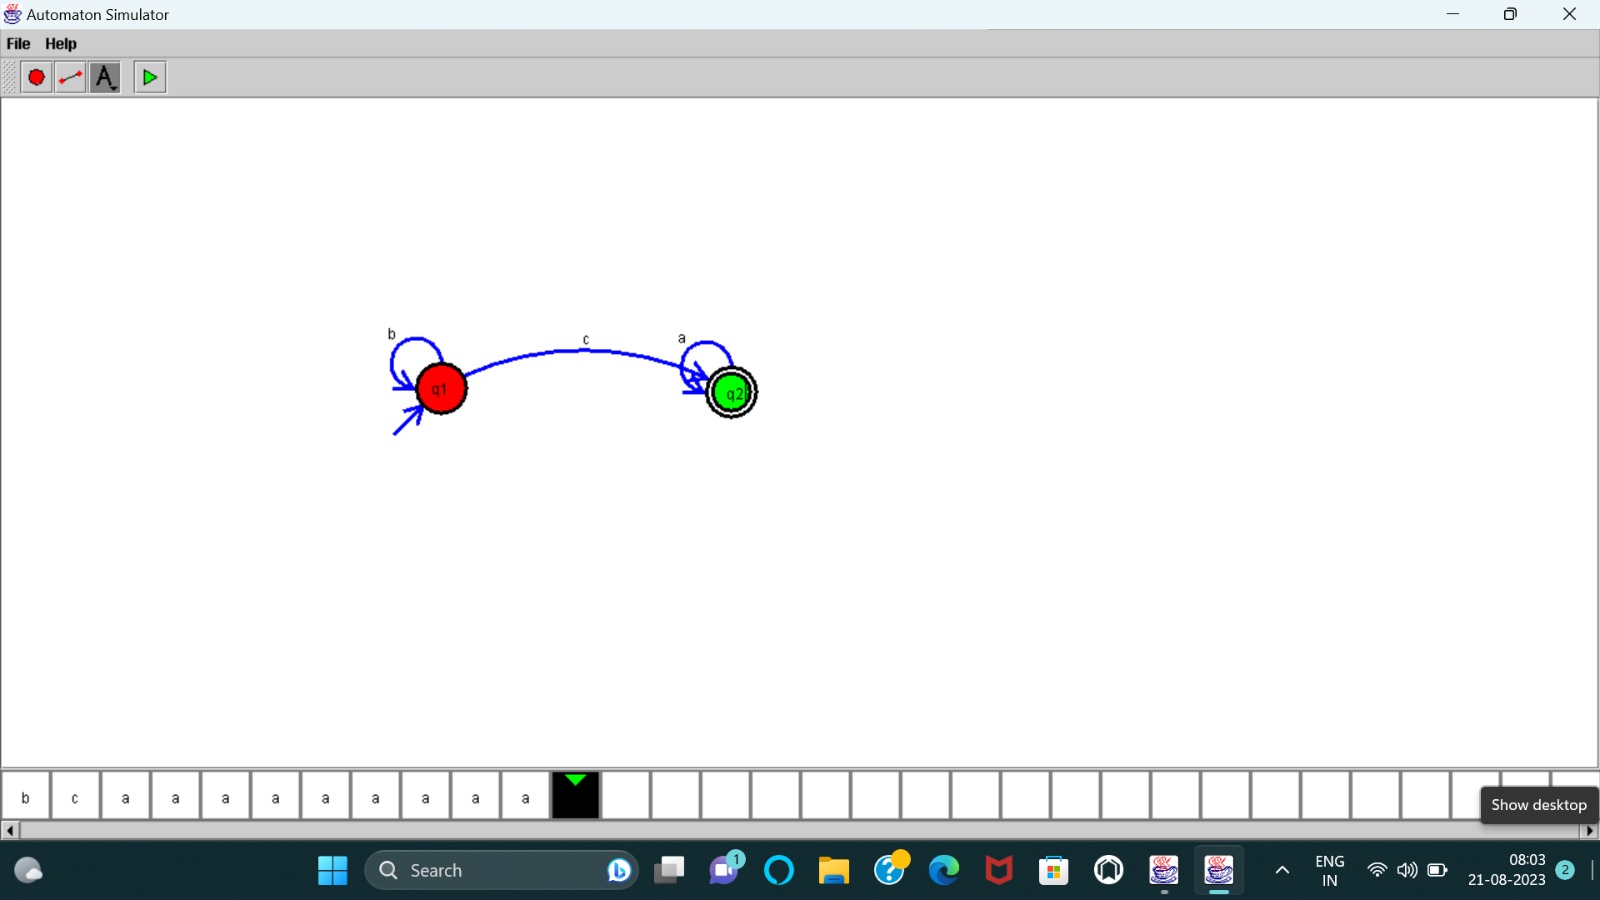 Automaton Simulator
File Help
A
b
c
a
q1
q2
b c a a a a a a a a a
Show desktop
1
Search
ENG
IN
08:03
21-08-2023
2